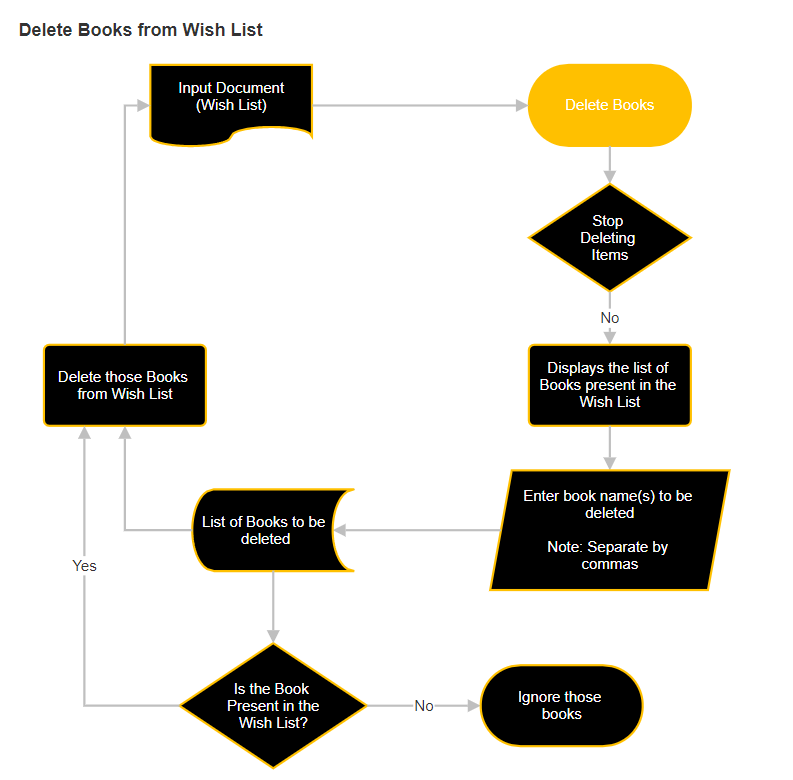 Delete Books from Wish List
Input Document
(Wish List)
Delete Books
Stop
Deleting
Items
No
Displays the list of
Books present in the
Wish List
Delete those Books
from Wish List
Enter book name(s) to be
deleted
Note: Separate by
commas
List of Books to be
deleted
Yes
Is the Book
Present in the
Wish List?
No
Ignore those
books